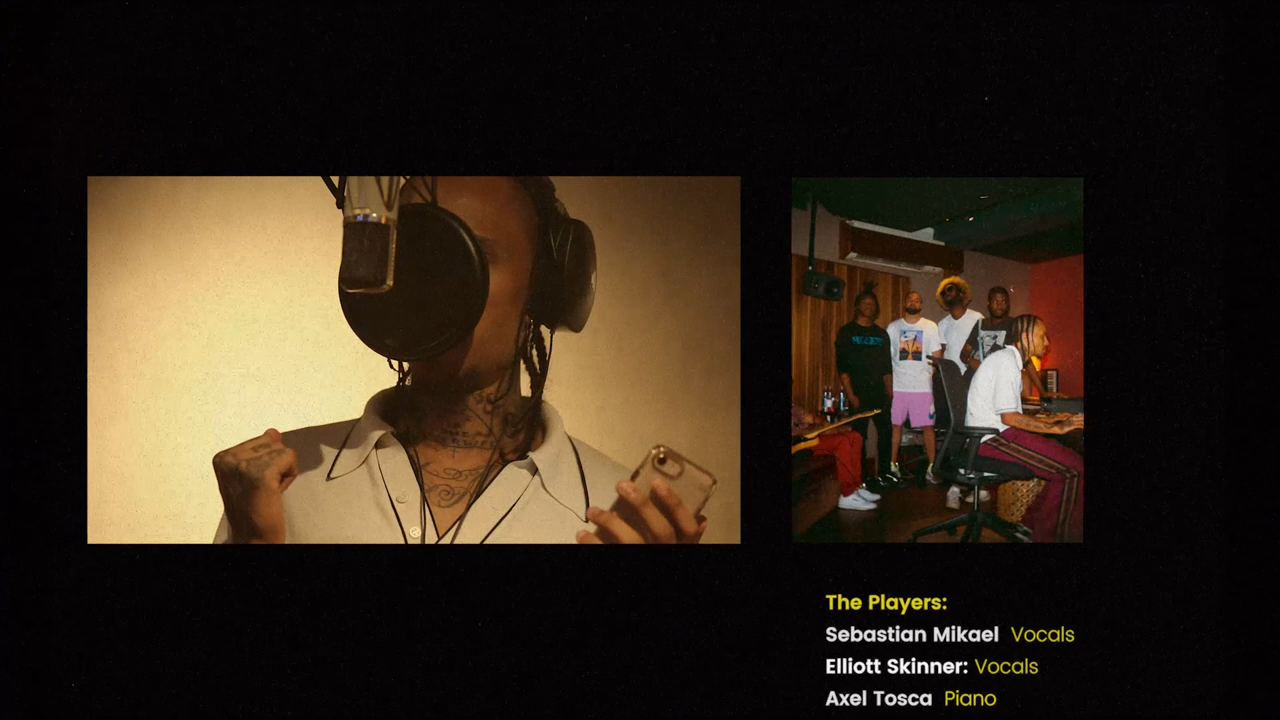 The Players:
Sebastian Mikael Vocals
Elliott Skinner: Vocals
Axel Tosca Piano